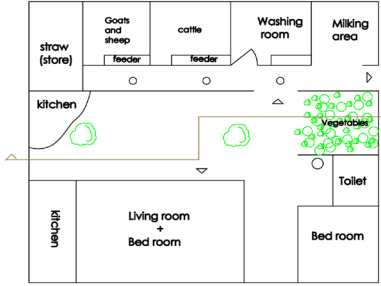 Goats
and
sheep
cattle
Washing
room
Milking
area
straw
(store)
feeder
feeder
kitchen
Vegetables
Toilet
kitchen
Living room
+
Bed room
Bed room